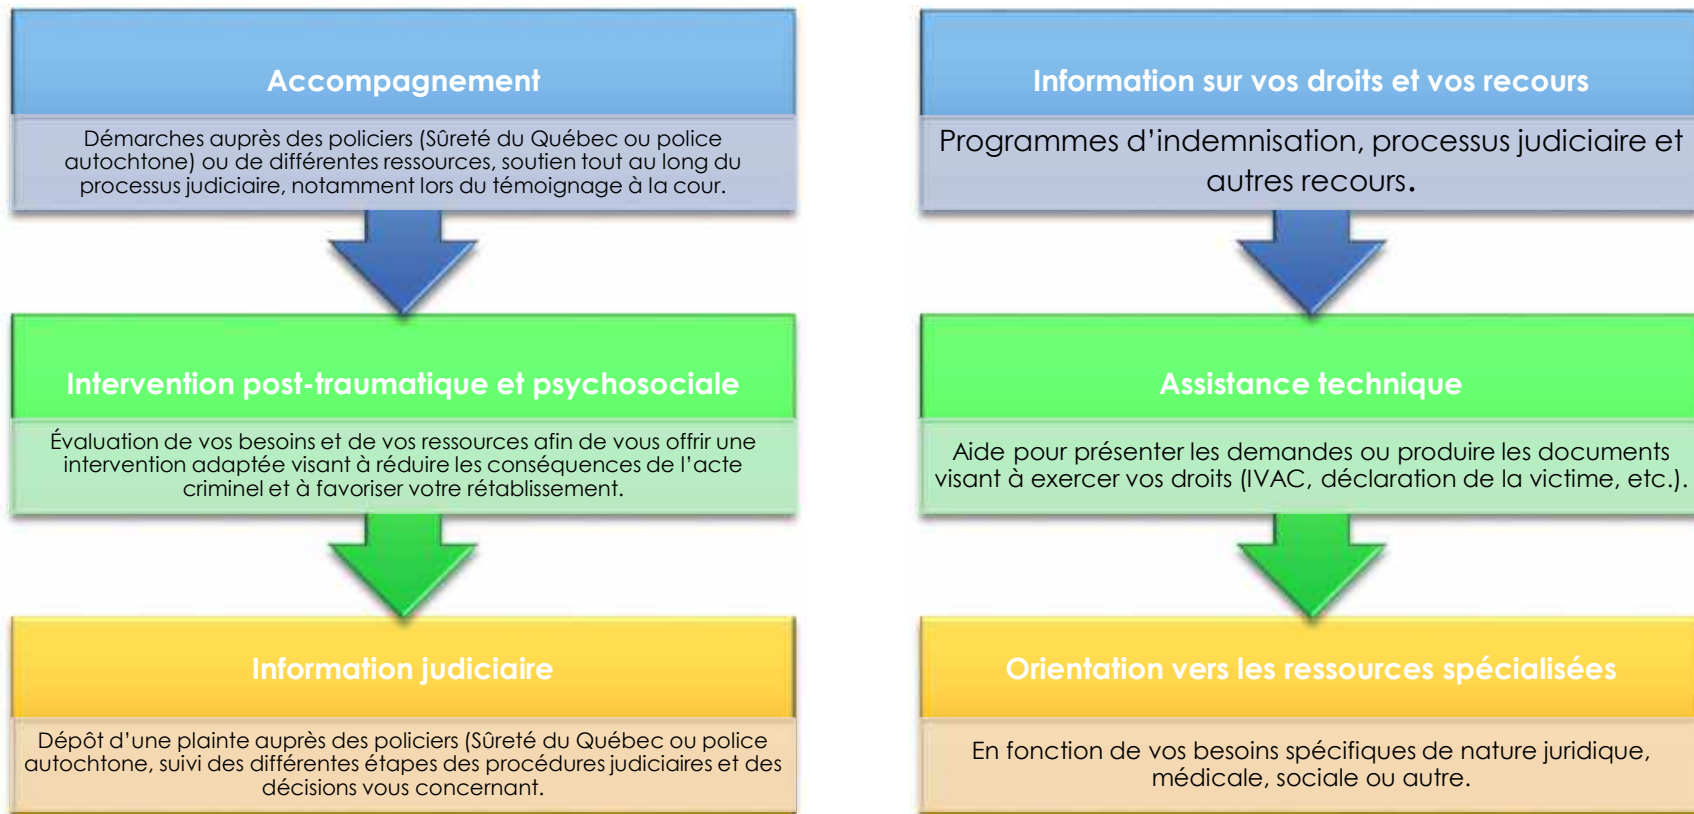 Accompagnement
Démarches auprès des policiers (Sûreté du Québec ou police
autochtone) ou de différentes ressources, soutien tout au long du
processus judiciaire, notamment lors du témoignage à la cour.
Intervention post-traumatique et psychosociale
Évaluation de vos besoins et de vos ressources afin de vous offrir une
intervention adaptée visant à réduire les conséquences de l’acte
criminel et à favoriser votre rétablissement.
Information judiciaire
Dépôt d’une plainte auprès des policiers (Sûreté du Québec ou police
autochtone, suivi des différentes étapes des procédures judiciaires et des
décisions vous concernant.
Information sur vos droits et vos recours
Programmes d’indemnisation, processus judiciaire et
autres recours.
Assistance technique
Aide pour présenter les demandes ou produire les documents
visant à exercer vos droits (IVAC, déclaration de la victime, etc.).
Orientation vers les ressources spécialisées
En fonction de vos besoins spécifiques de nature juridique,
médicale, sociale ou autre.